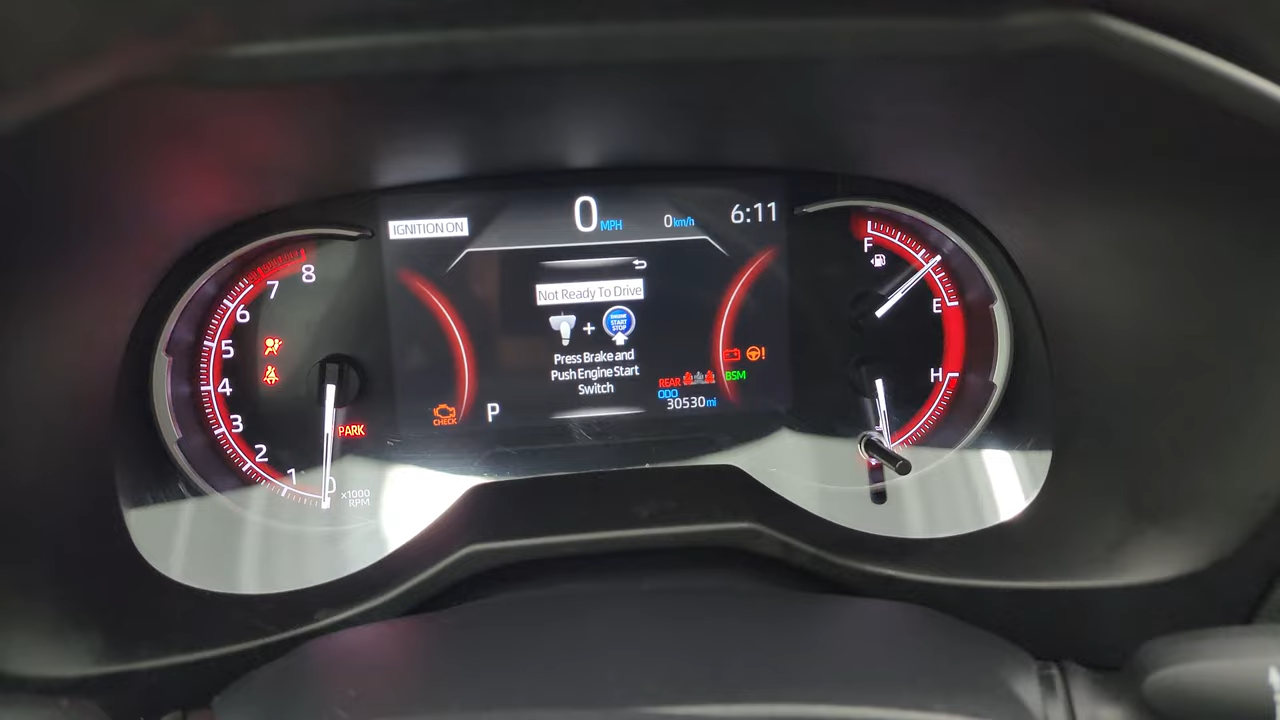 IGNITION ON
0 MPH
0 km/h
6:11
8
7
6
5
4
3
2
1
0
x1000
RPM
PARK
CHECK
P
Not Ready To Drive
ENGINE
START
STOP
Press Brake and
Push Engine Start
Switch
REAR
ODO
30530 mi
BSM
F
E
H